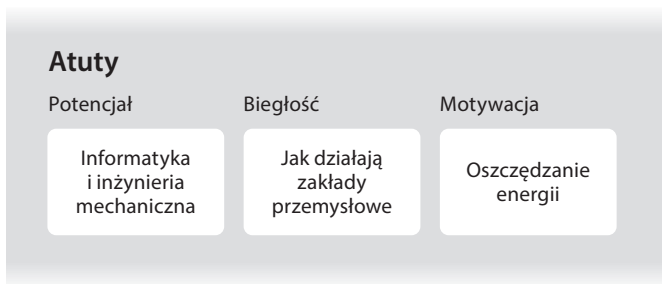 Atuty
Potencjał
Biegłość
Motywacja
Informatyka
i inżynieria
mechaniczna
Jak działają
zakłady
przemysłowe
Oszczędzanie
energii